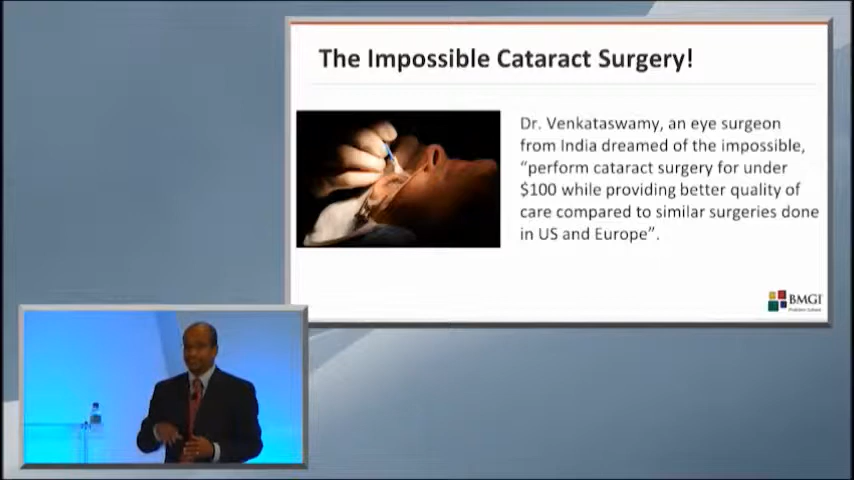 The Impossible Cataract Surgery!
Dr. Venkataswamy, an eye surgeon
from India dreamed of the impossible,
“perform cataract surgery for under
$100 while providing better quality of
care compared to similar surgeries done
in US and Europe”.
BMGI